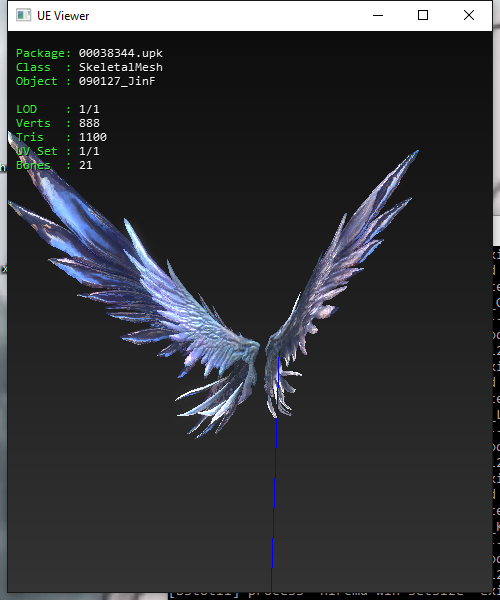 UE Viewer
Package: 00038344.upk
Class : SkeletalMesh
Object : 090127_JinF
LOD : 1/1
Verts : 888
Tris : 1100
UV Set : 1/1
Bones : 21